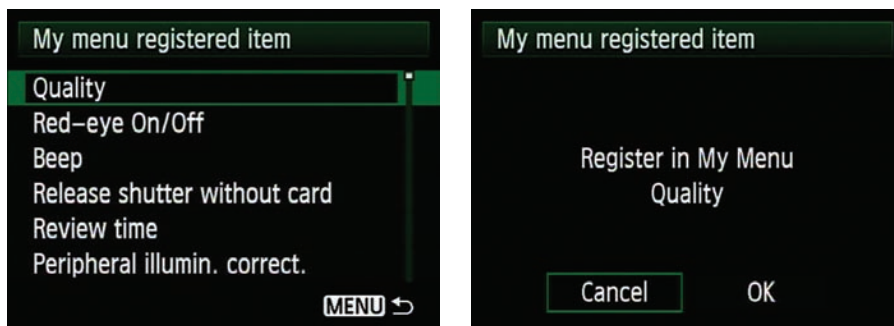 My menu registered item
Quality
Red-eye On/Off
Beep
Release shutter without card
Review time
Peripheral illumin. correct.
MENU
My menu registered item
Register in My Menu
Quality
Cancel OK